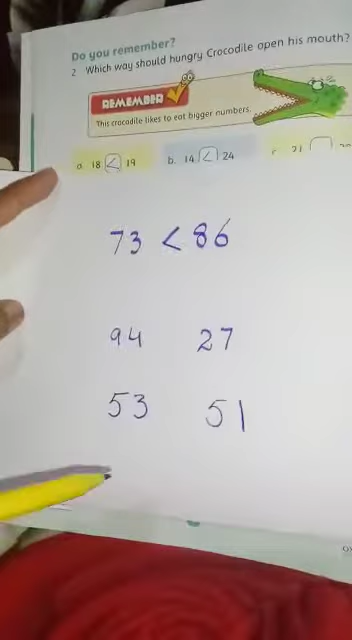 Do you remember?
2 Which way should hungry Crocodile open his mouth?
REMEMBER
This crocodile likes to eat bigger numbers.
a. 18 < 19 b. 14 < 24 31
73 < 86
94 27
53 51